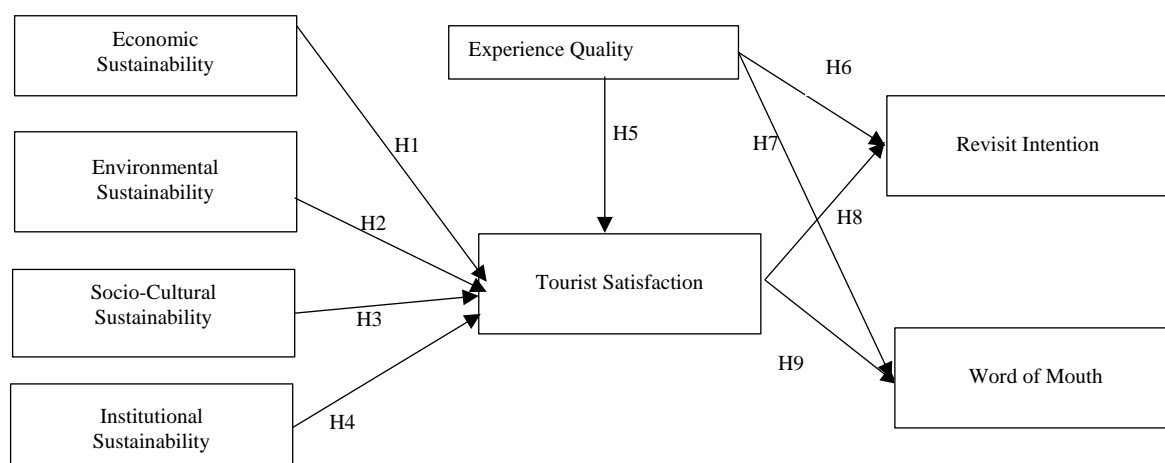 Economic
Sustainability
Experience Quality
H6
H1
H5
H7
Revisit Intention
Environmental
Sustainability
H2
H8
Tourist Satisfaction
Socio-Cultural
Sustainability
H3
H9
Word of Mouth
Institutional
Sustainability
H4